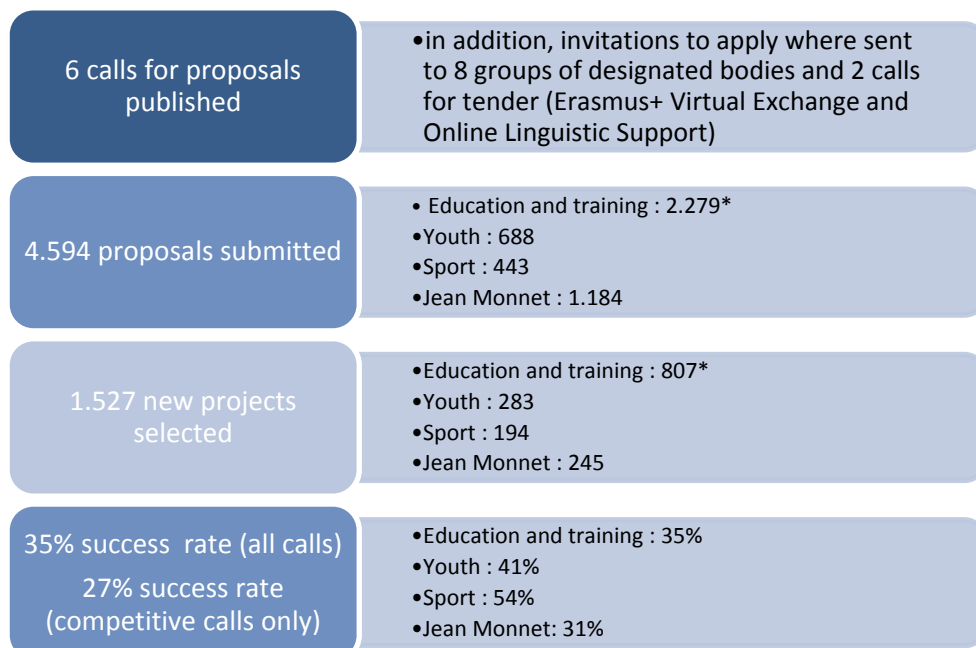 6 calls for proposals
published
•in addition, invitations to apply where sent
to 8 groups of designated bodies and 2 calls
for tender (Erasmus+ Virtual Exchange and
Online Linguistic Support)
4.594 proposals submitted
• Education and training : 2.279*
•Youth : 688
•Sport : 443
•Jean Monnet : 1.184
1.527 new projects
selected
•Education and training : 807*
•Youth : 283
•Sport : 194
•Jean Monnet : 245
35% success rate (all calls)
27% success rate
(competitive calls only)
•Education and training : 35%
•Youth : 41%
•Sport : 54%
•Jean Monnet: 31%